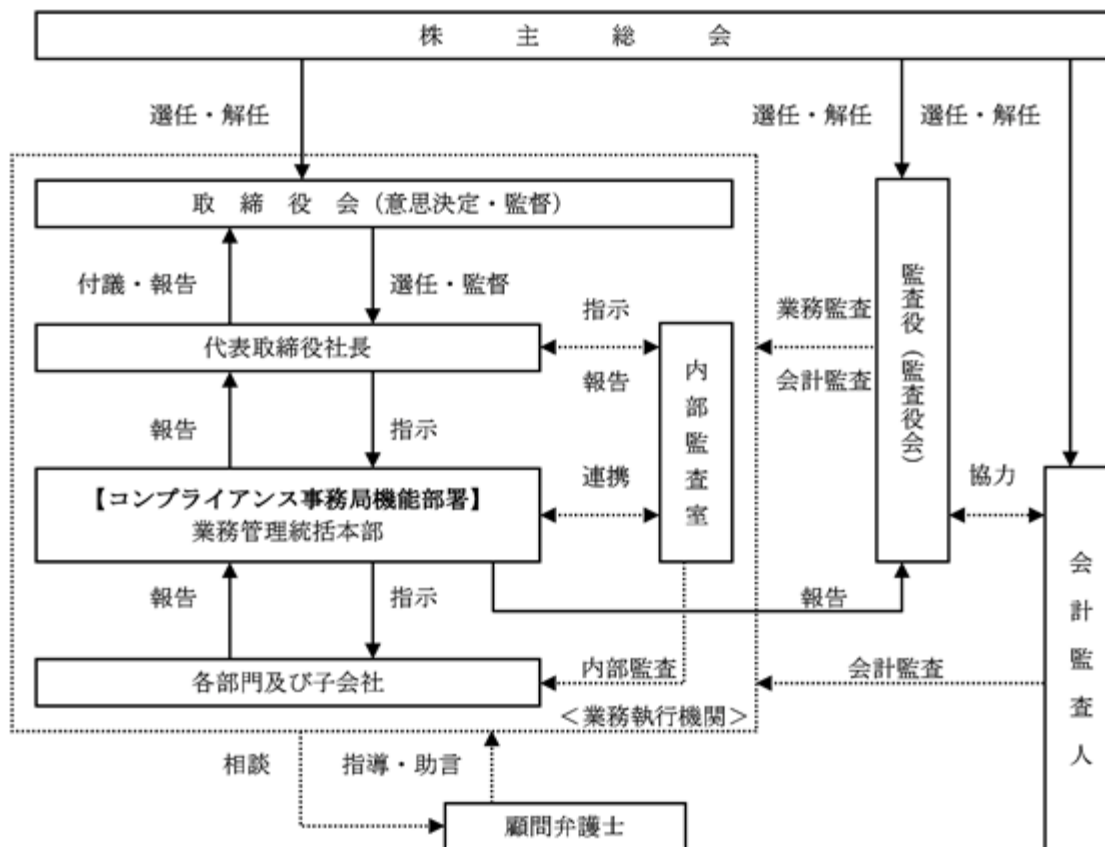 株主総会
選任・解任
選任・解任
選任・解任
取締役会（意思決定・監督）
付議・報告
選任・監督
代表取締役社長
指示
報告
内部監査室
業務監査
会計監査
監査役（監査役会）
報告
指示
【コンプライアンス事務局機能部署】
業務管理統括本部
連携
協力
会計監査人
報告
指示
報告
各部門及び子会社
内部監査
会計監査
＜業務執行機関＞
相談
指導・助言
顧問弁護士